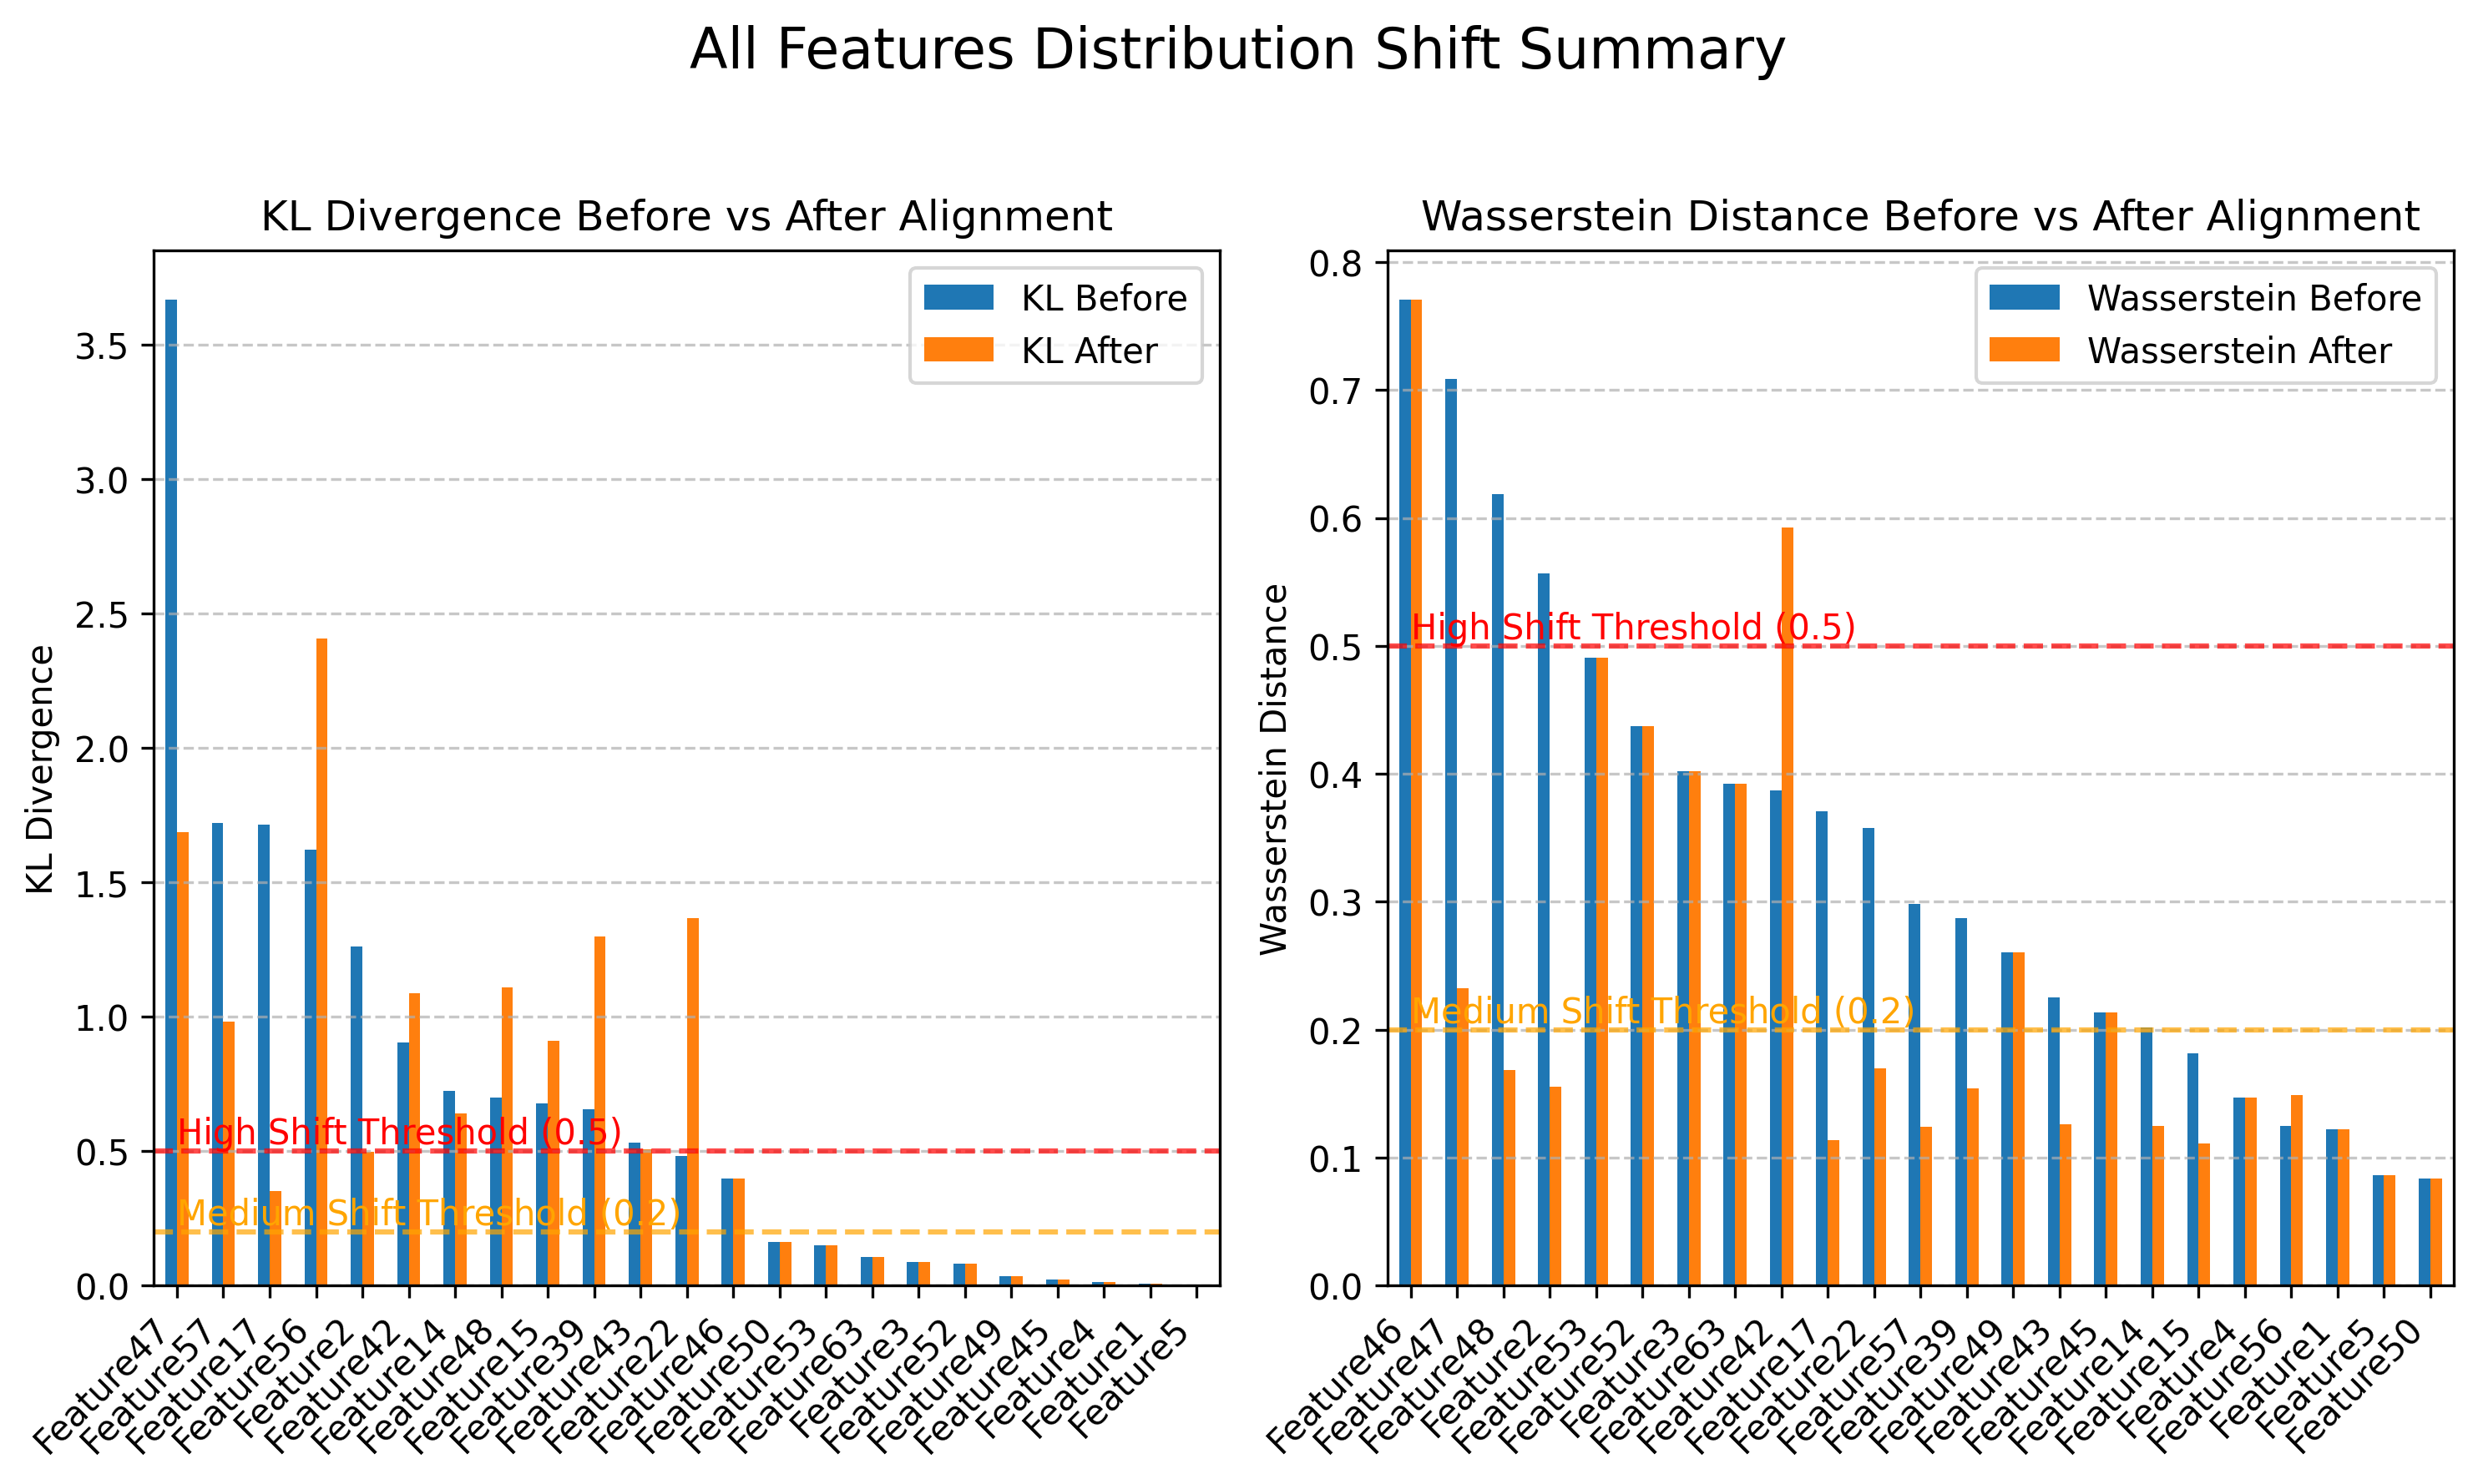 All Features Distribution Shift Summary
KL Divergence Before vs After Alignment
KL Divergence
3.5
3.0
2.5
2.0
1.5
1.0
0.5
0.0
KL Before
KL After
High Shift Threshold (0.5)
Medium Shift Threshold (0.2)
Feature47
Feature57
Feature17
Feature56
Feature2
Feature42
Feature14
Feature48
Feature15
Feature39
Feature43
Feature22
Feature46
Feature50
Feature53
Feature63
Feature3
Feature52
Feature49
Feature45
Feature4
Feature1
Feature5
Wasserstein Distance Before vs After Alignment
Wasserstein Distance
0.8
0.7
0.6
0.5
0.4
0.3
0.2
0.1
0.0
Wasserstein Before
Wasserstein After
High Shift Threshold (0.5)
Medium Shift Threshold (0.2)
Feature46
Feature47
Feature48
Feature2
Feature53
Feature52
Feature3
Feature63
Feature42
Feature17
Feature22
Feature57
Feature39
Feature49
Feature43
Feature45
Feature14
Feature15
Feature4
Feature56
Feature1
Feature5
Feature50